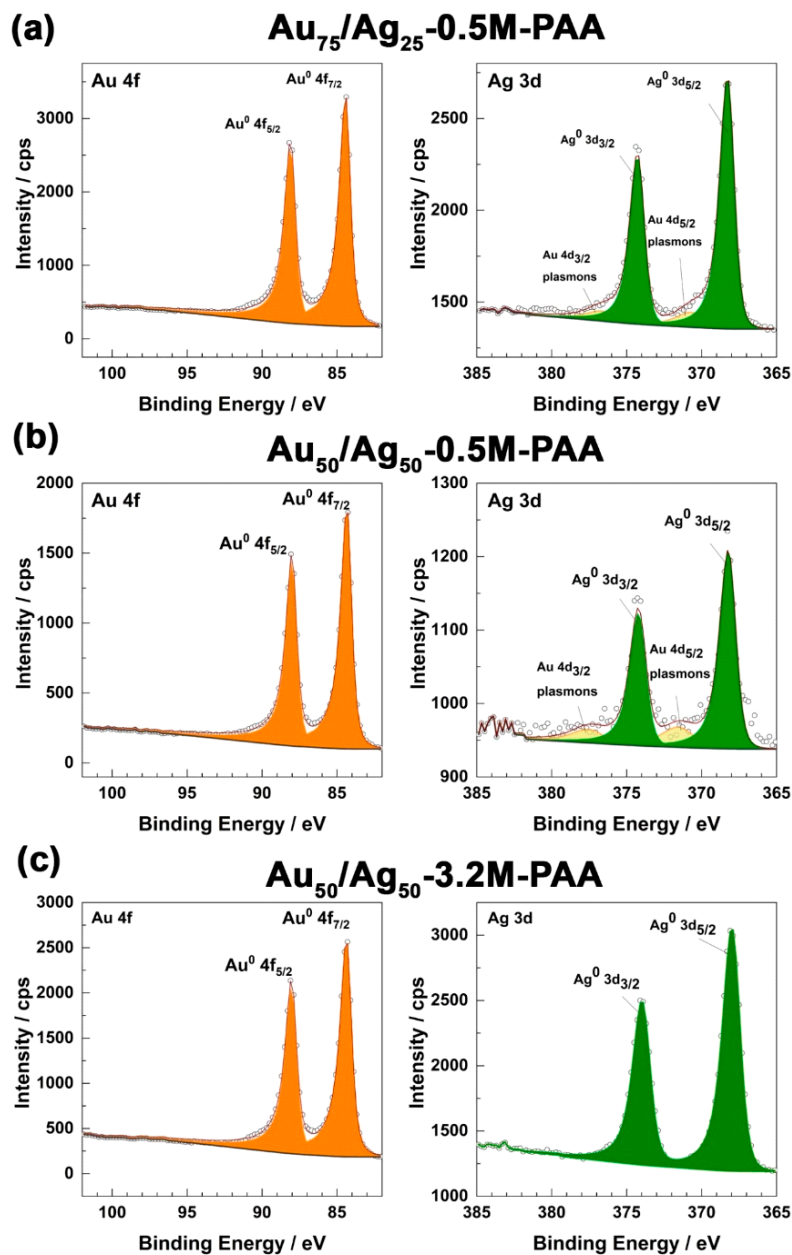 (a) Au75/Ag25-0.5M-PAA
Au 4f
Au0 4f7/2
Au0 4f5/2
3000
2000
1000
0
Intensity / cps
100 95 90 85
Binding Energy / eV
Ag 3d
Ag0 3d5/2
Ag0 3d3/2
Au 4d5/2
plasmons
Au 4d3/2
plasmons
2500
2000
1500
Intensity / cps
385 380 375 370 365
Binding Energy / eV
(b) Au50/Ag50-0.5M-PAA
Au 4f
Au0 4f7/2
Au0 4f5/2
2000
1500
1000
500
0
Intensity / cps
100 95 90 85
Binding Energy / eV
Ag 3d
Ag0 3d5/2
Ag0 3d3/2
Au 4d5/2
plasmons
Au 4d3/2
plasmons
1300
1200
1100
1000
900
Intensity / cps
385 380 375 370 365
Binding Energy / eV
(c) Au50/Ag50-3.2M-PAA
Au 4f
Au0 4f7/2
Au0 4f5/2
3000
2500
2000
1500
1000
500
0
Intensity / cps
100 95 90 85
Binding Energy / eV
Ag 3d
Ag0 3d5/2
Ag0 3d3/2
3000
2500
2000
1500
1000
Intensity / cps
385 380 375 370 365
Binding Energy / eV